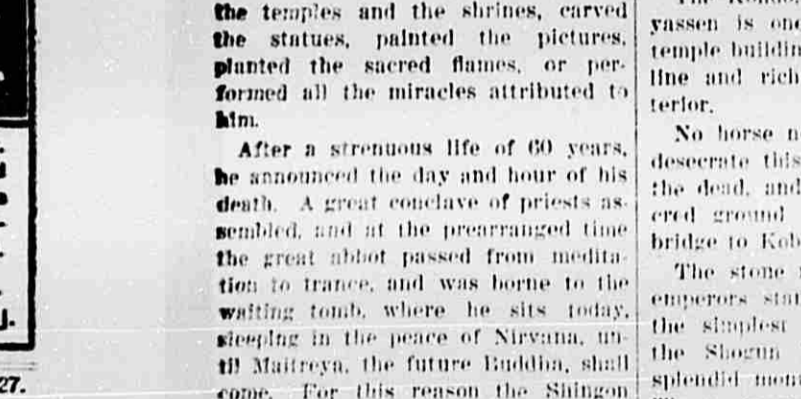 the temples and the shrines, carved
the statues, painted the pictures,
planted the sacred flames, or per-
formed all the miracles attributed to
him.
After a strenuous life of 60 years,
he announced the day and hour of his
death. A great conclave of priests as-
sembled, and at the prearranged time
the great abbot passed from medita-
tion to trance, and was borne to the
waiting tomb, where he sits today,
sleeping in the peace of Nirvana, un-
til Maitreya, the future Buddha, shall
come. For this reason the Shingon
yassen is one
temple buildin
line and rich
terior.
No horse n
desecrate this
the dead, and
ered ground
bridge to Kob
The stone
emperors star
the simplest
the Shogun
splendid mon
27.